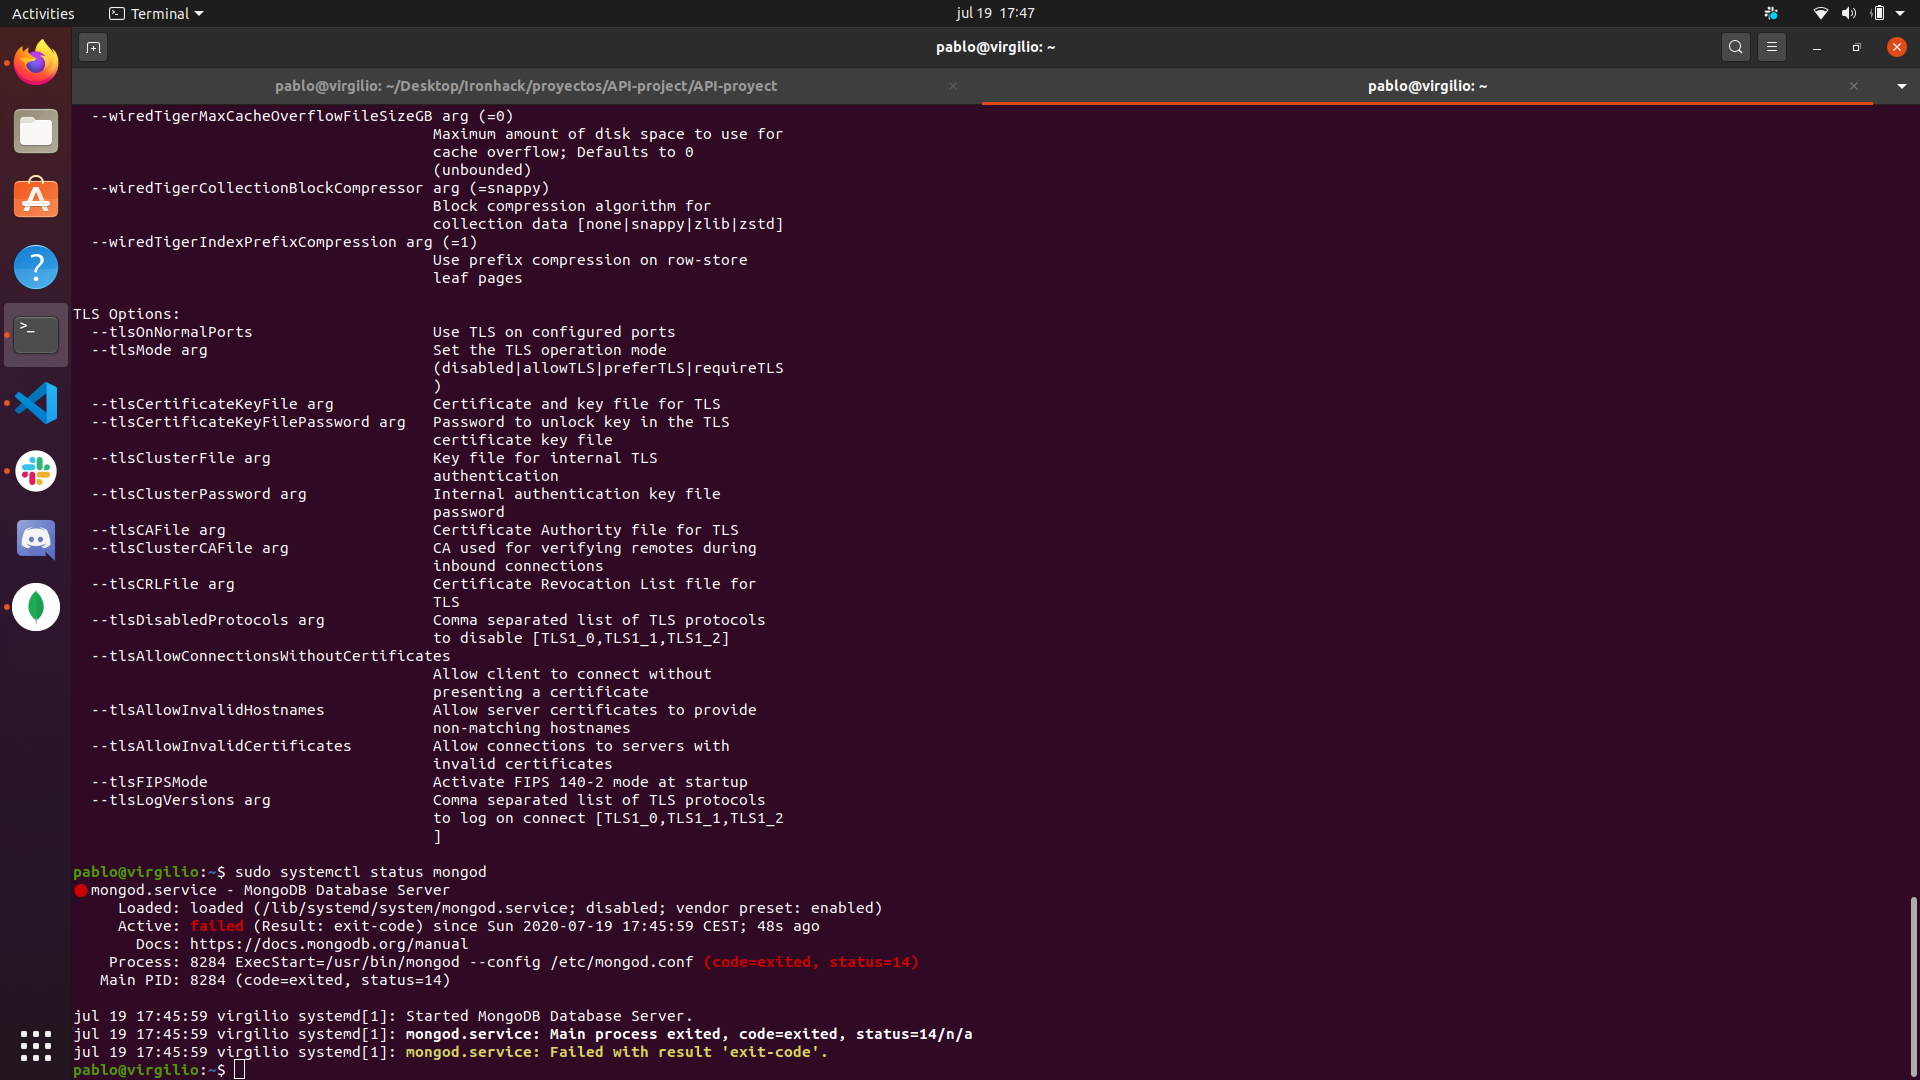 Activities
Terminal
jul 19 17:47
pablo@virgilio: ~
pablo@virgilio: ~/Desktop/Ironhack/proyectos/API-project/API-proyect
pablo@virgilio: ~
--wiredTigerMaxCacheOverflowFileSizeGB arg (=0)
Maximum amount of disk space to use for
cache overflow; Defaults to 0
(unbounded)
--wiredTigerCollectionBlockCompressor arg (=snappy)
Block compression algorithm for
collection data [none|snappy|zlib|zstd]
--wiredTigerIndexPrefixCompression arg (=1)
Use prefix compression on row-store
leaf pages
TLS Options:
--tlsOnNormalPorts Use TLS on configured ports
--tlsMode arg Set the TLS operation mode
(disabled|allowTLS|preferTLS|requireTLS
)
--tlsCertificateKeyFile arg Certificate and key file for TLS
--tlsCertificateKeyFilePassword arg Password to unlock key in the TLS
certificate key file
--tlsClusterFile arg Key file for internal TLS
authentication
--tlsClusterPassword arg Internal authentication key file
password
--tlsCAFile arg Certificate Authority file for TLS
--tlsClusterCAFile arg CA used for verifying remotes during
inbound connections
--tlsCRLFile arg Certificate Revocation List file for
TLS
--tlsDisabledProtocols arg Comma separated list of TLS protocols
to disable [TLS1_0,TLS1_1,TLS1_2]
--tlsAllowConnectionsWithoutCertificates
Allow client to connect without
presenting a certificate
--tlsAllowInvalidHostnames Allow server certificates to provide
non-matching hostnames
--tlsAllowInvalidCertificates Allow connections to servers with
invalid certificates
--tlsFIPSMode Activate FIPS 140-2 mode at startup
--tlsLogVersions arg Comma separated list of TLS protocols
to log on connect [TLS1_0,TLS1_1,TLS1_2
]
pablo@virgilio:~$ sudo systemctl status mongod
● mongod.service - MongoDB Database Server
Loaded: loaded (/lib/systemd/system/mongod.service; disabled; vendor preset: enabled)
Active: failed (Result: exit-code) since Sun 2020-07-19 17:45:59 CEST; 48s ago
Docs: https://docs.mongodb.org/manual
Process: 8284 ExecStart=/usr/bin/mongod --config /etc/mongod.conf (code=exited, status=14)
Main PID: 8284 (code=exited, status=14)
jul 19 17:45:59 virgilio systemd[1]: Started MongoDB Database Server.
jul 19 17:45:59 virgilio systemd[1]: mongod.service: Main process exited, code=exited, status=14/n/a
jul 19 17:45:59 virgilio systemd[1]: mongod.service: Failed with result 'exit-code'.
pablo@virgilio:~$